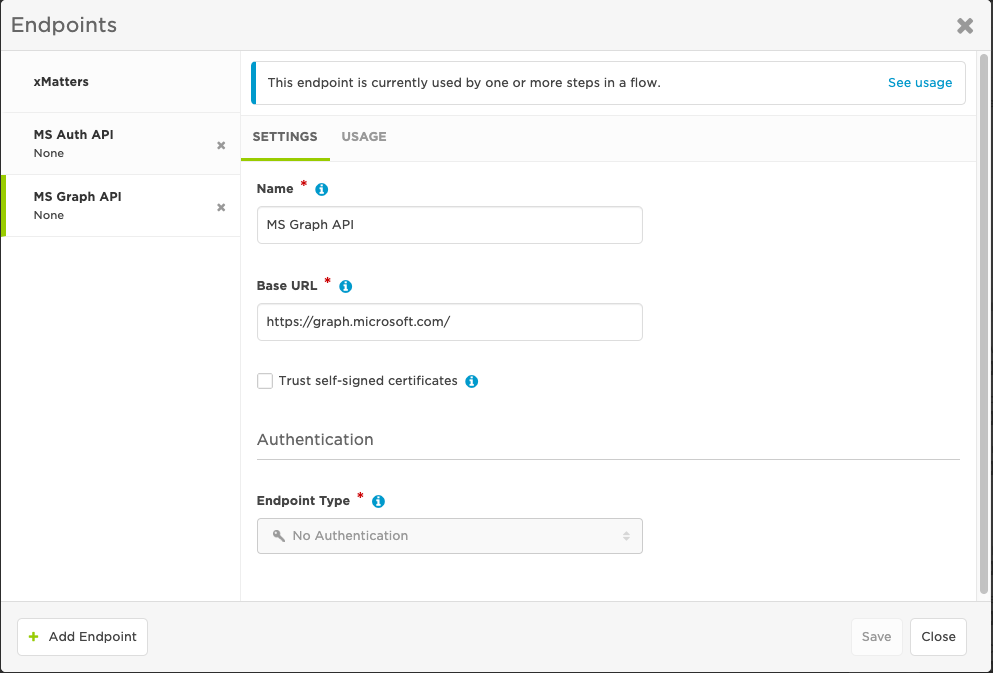 Endpoints
xMatters
MS Auth API
None
MS Graph API
None
This endpoint is currently used by one or more steps in a flow.
See usage
SETTINGS
USAGE
Name *
MS Graph API
Base URL *
https://graph.microsoft.com/
Trust self-signed certificates
Authentication
Endpoint Type *
No Authentication
+ Add Endpoint
Save
Close